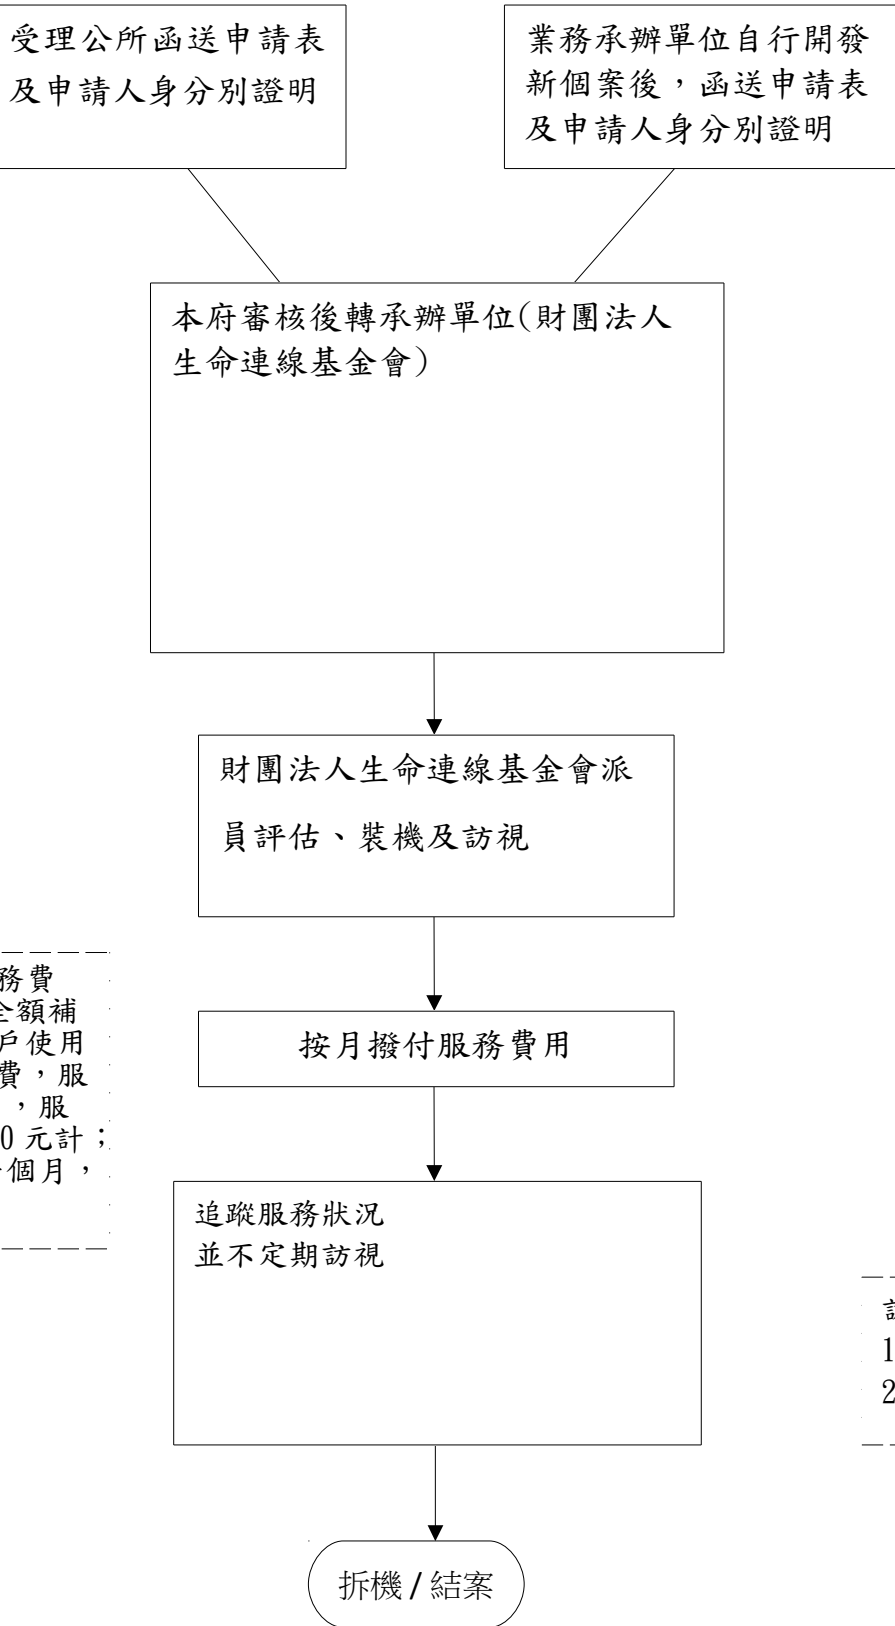 受理公所函送申請表
及申請人身分別證明
業務承辦單位自行開發
新個案後，函送申請表
及申請人身分別證明
本府審核後轉承辦單位(財團法人
生命連線基金會)
財團法人生命連線基金會派
員評估、裝機及訪視
務費
全額補
戶使用
費，服
，服
0元計；
個月，
按月撥付服務費用
追蹤服務狀況
並不定期訪視
1
2
拆機/結案